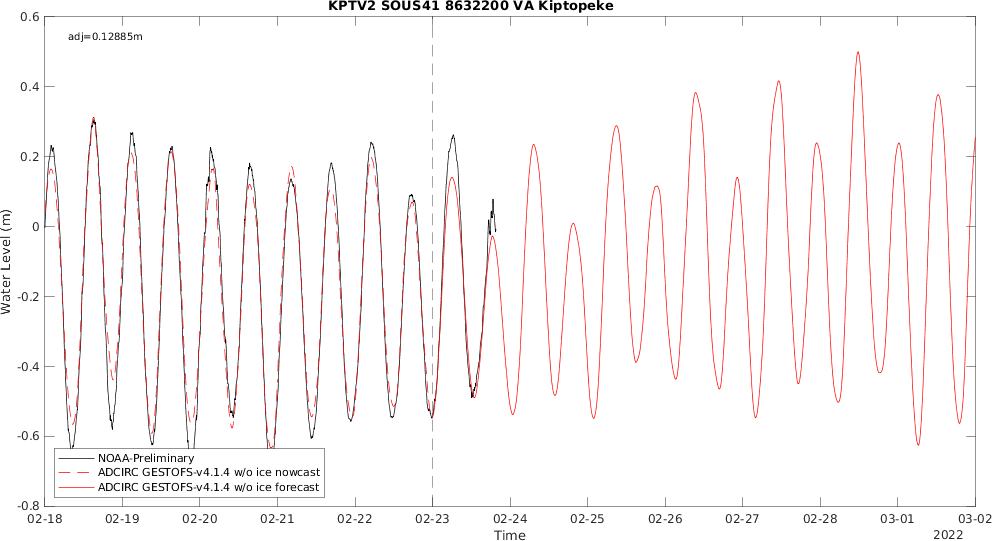 KPTV2 SOUS41 8632200 VA Kiptopeke
adj=0.12885m
0.6
0.4
0.2
0
-0.2
-0.4
-0.6
-0.8
Water Level (m)
NOAA-Preliminary
ADCIRC GESTOFS-v4.1.4 w/o ice nowcast
ADCIRC GESTOFS-v4.1.4 w/o ice forecast
02-18 02-19 02-20 02-21 02-22 02-23 02-24 02-25 02-26 02-27 02-28 03-01 03-02
Time
2022